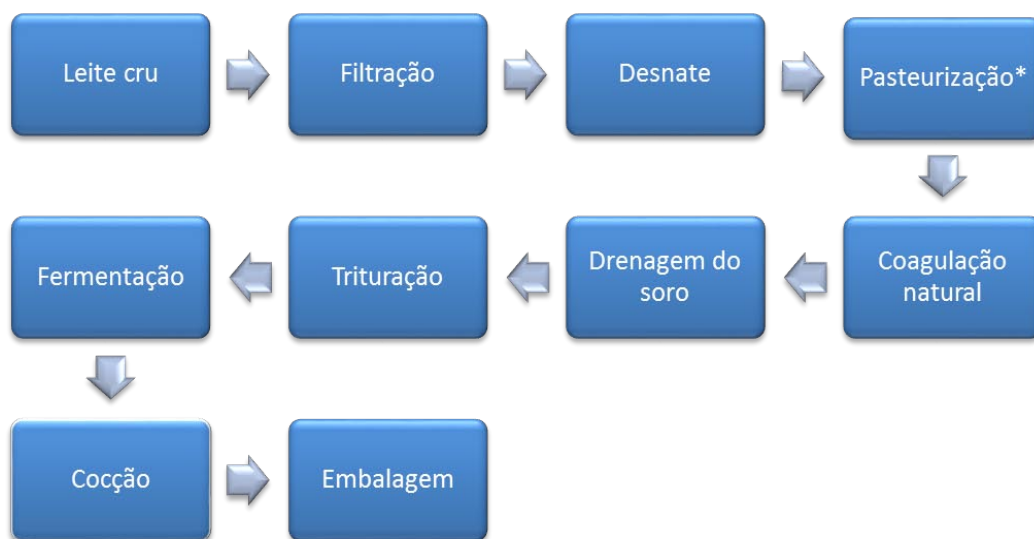 Leite cru
Filtração
Desnate
Pasteurização*
Coagulação
natural
Drenagem do
soro
Trituração
Fermentação
Cocção
Embalagem